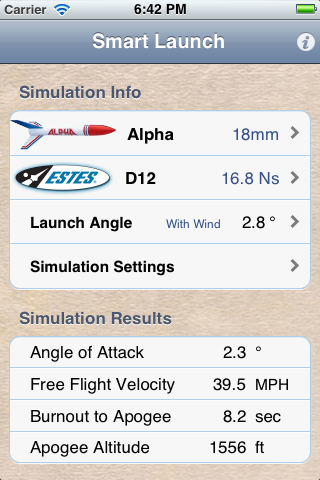 Carrier 6:42 PM
Smart Launch
Simulation Info
ALPHA Alpha 18mm
ESTES D12 16.8 Ns
Launch Angle With Wind 2.8 °
Simulation Settings
Simulation Results
Angle of Attack 2.3 °
Free Flight Velocity 39.5 MPH
Burnout to Apogee 8.2 sec
Apogee Altitude 1556 ft